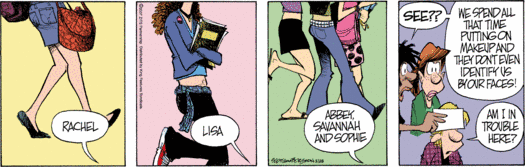 RACHEL
LISA
ABBEY,
SAVANNAH
AND SOPHIE
SEE??
WE SPEND ALL
THAT TIME
PUTTING ON
MAKEUP AND
THEY DON'T EVEN
IDENTIFY US
BY OUR FACES!
AM I IN
TROUBLE
HERE?